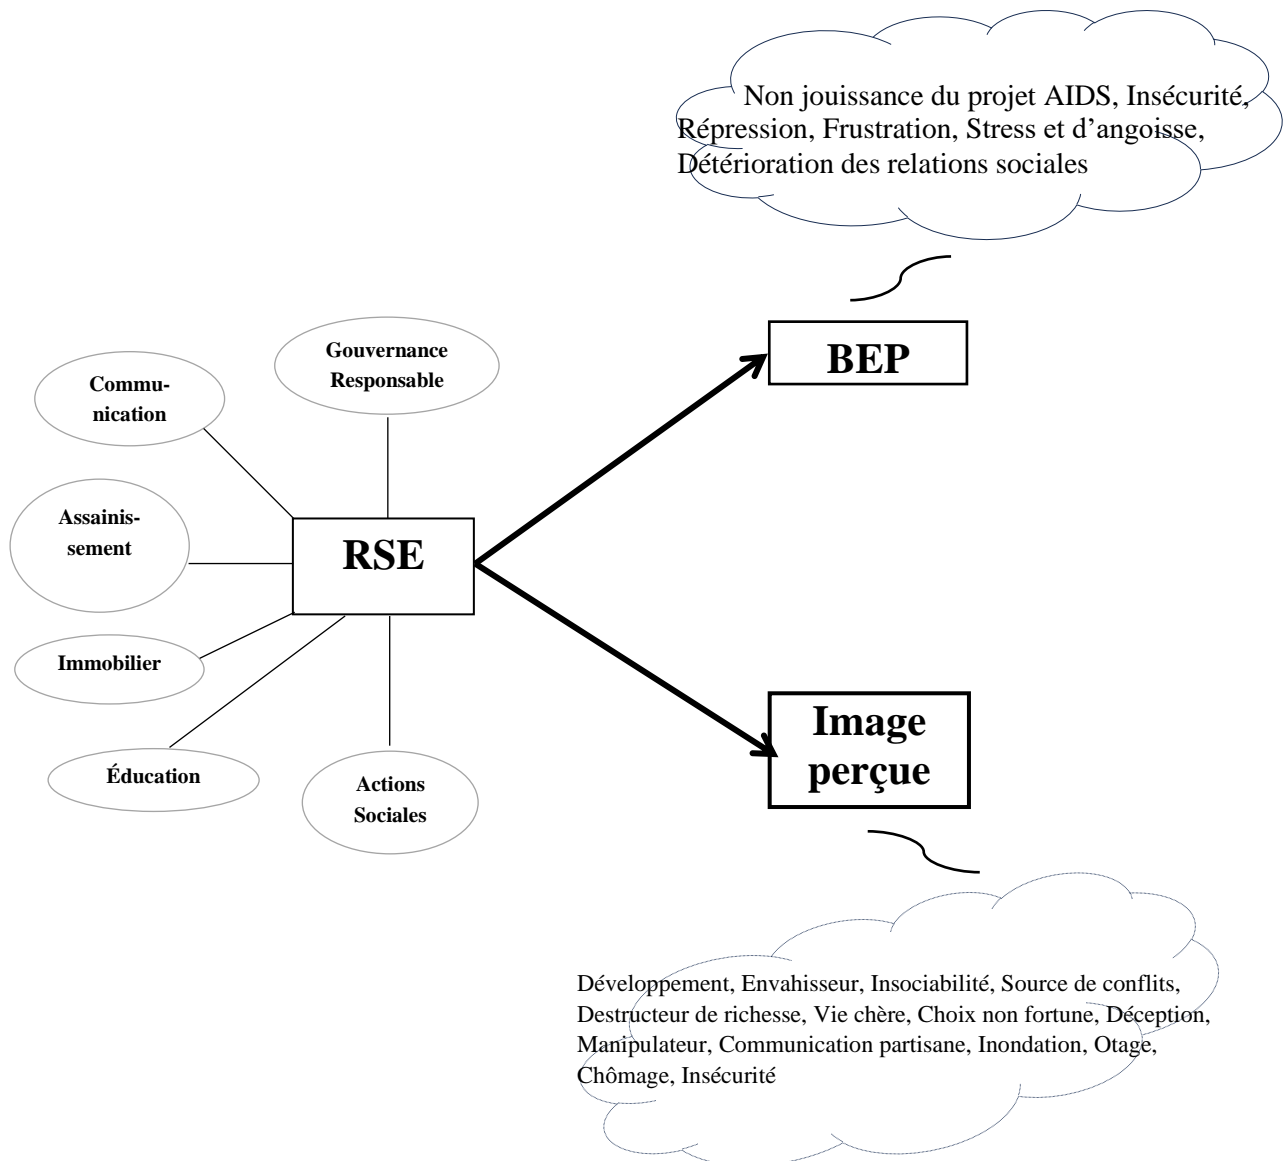 Non jouissance du projet AIDS, Insécurité,
Répression, Frustration, Stress et d’angoisse,
Détérioration des relations sociales
Gouvernance
Responsable
Commu-
nication
BEP
Assainis-
sement
RSE
Immobilier
Image
perçue
Éducation
Actions
Sociales
Développement, Envahisseur, Insociabilité, Source de conflits,
Destructeur de richesse, Vie chère, Choix non fortune, Déception,
Manipulateur, Communication partisane, Inondation, Otage,
Chômage, Insécurité